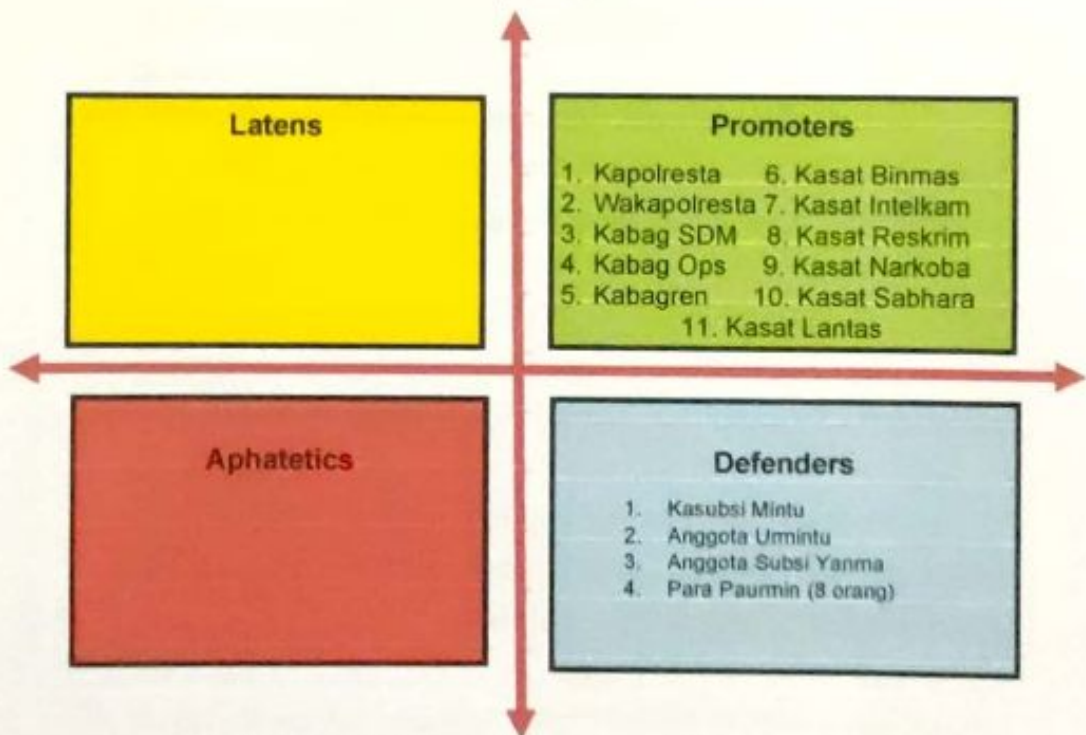 Latens
Promoters
1. Kapolresta 6. Kasat Binmas
2. Wakapolresta 7. Kasat Intelkam
3. Kabag SDM 8. Kasat Reskrim
4. Kabag Ops 9. Kasat Narkoba
5. Kabagren 10. Kasat Sabhara
11. Kasat Lantas
Aphatetics
Defenders
1. Kasubsi Mintu
2. Anggota Urmintu
3. Anggota Subsi Yanma
4. Para Paurmin (8 orang)